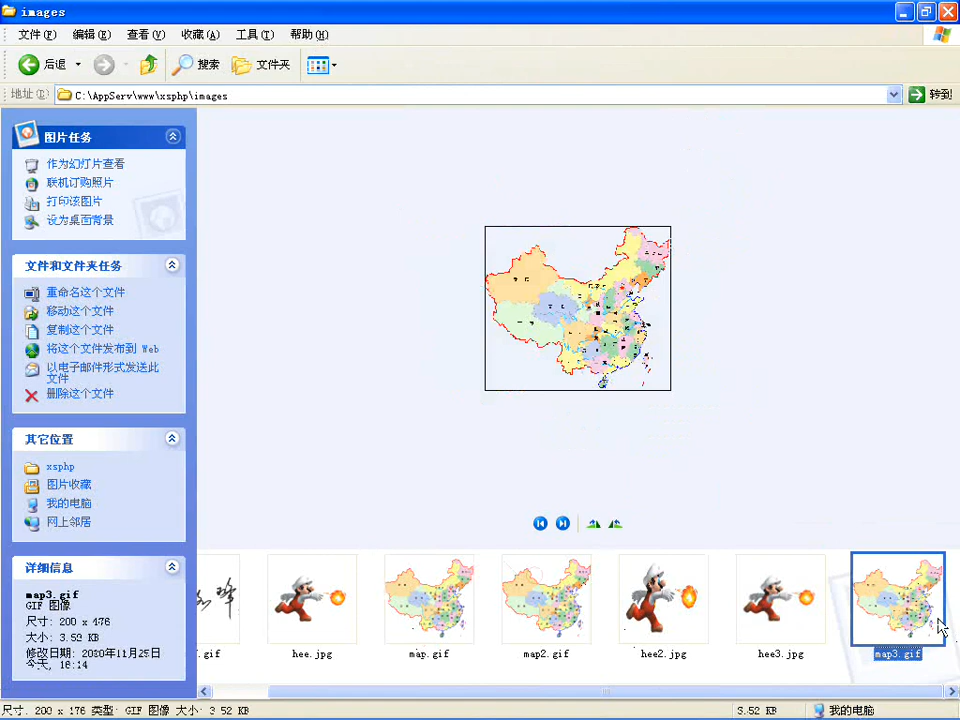 images
文件(F) 编辑(E) 查看(V) 收藏(A) 工具(T) 帮助(H)
后退 搜索 文件夹
地址(D) C:\AppServ\www\xsphp\images 转到
图片任务
作为幻灯片查看
联机订购照片
打印该图片
设为桌面背景
文件和文件夹任务
重命名这个文件
移动这个文件
复制这个文件
将这个文件发布到 Web
以电子邮件形式发送此
文件
删除这个文件
其它位置
xsphp
图片收藏
我的电脑
网上邻居
详细信息
map3.gif
GIF 图像
尺寸: 200 x 176
大小: 3.52 KB
修改日期: 2030年11月25日
今天, 16:14
.gif hee.jpg map.gif map2.gif hee2.jpg hee3.jpg map3.gif
尺寸: 200 x 176 类型: GIF 图像 大小: 3.52 KB 3.52 KB 我的电脑